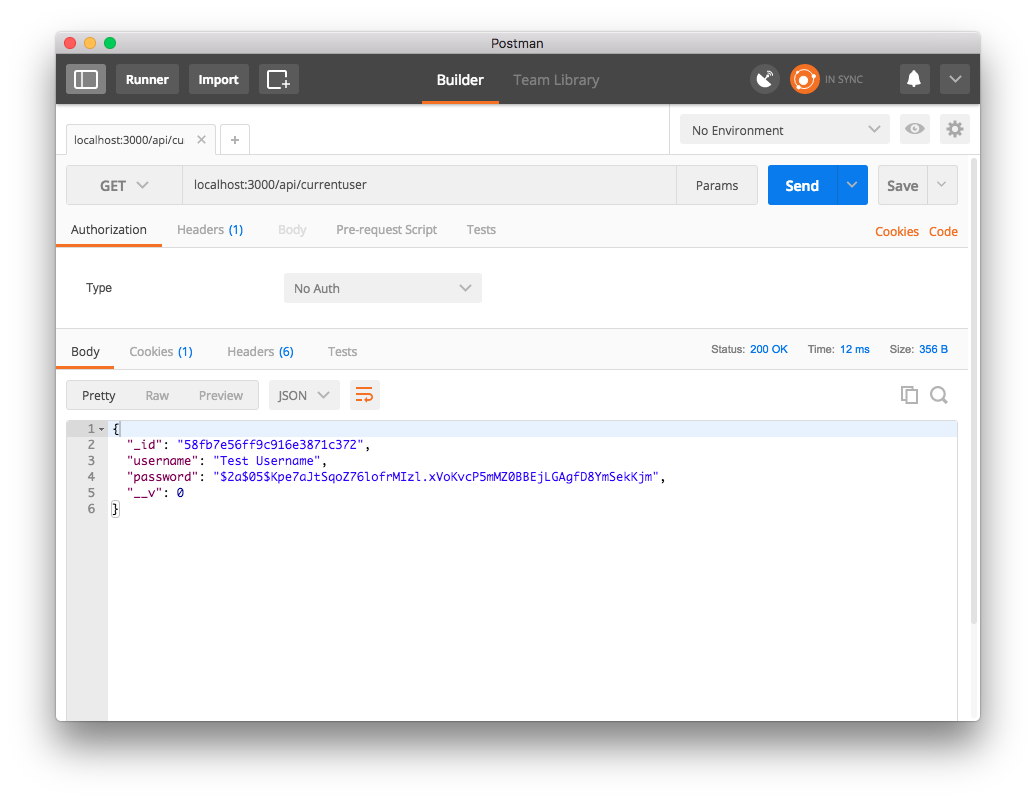 Postman
Runner
Import
Builder
Team Library
IN SYNC
localhost:3000/api/cu
No Environment
GET
localhost:3000/api/currentuser
Params
Send
Save
Authorization
Headers (1)
Body
Pre-request Script
Tests
Cookies
Code
Type
No Auth
Body
Cookies (1)
Headers (6)
Tests
Status: 200 OK
Time: 12 ms
Size: 356 B
Pretty
Raw
Preview
JSON
1 {
2 "_id": "58fb7e56ff9c916e3871c372",
3 "username": "Test Username",
4 "password": "$2a$05$Kpe7aJtSqoZ76lofrMIzl.xVoKvcP5mMZ0BBEjLGAgfD8YmSekKjm",
5 "__v": 0
6 }